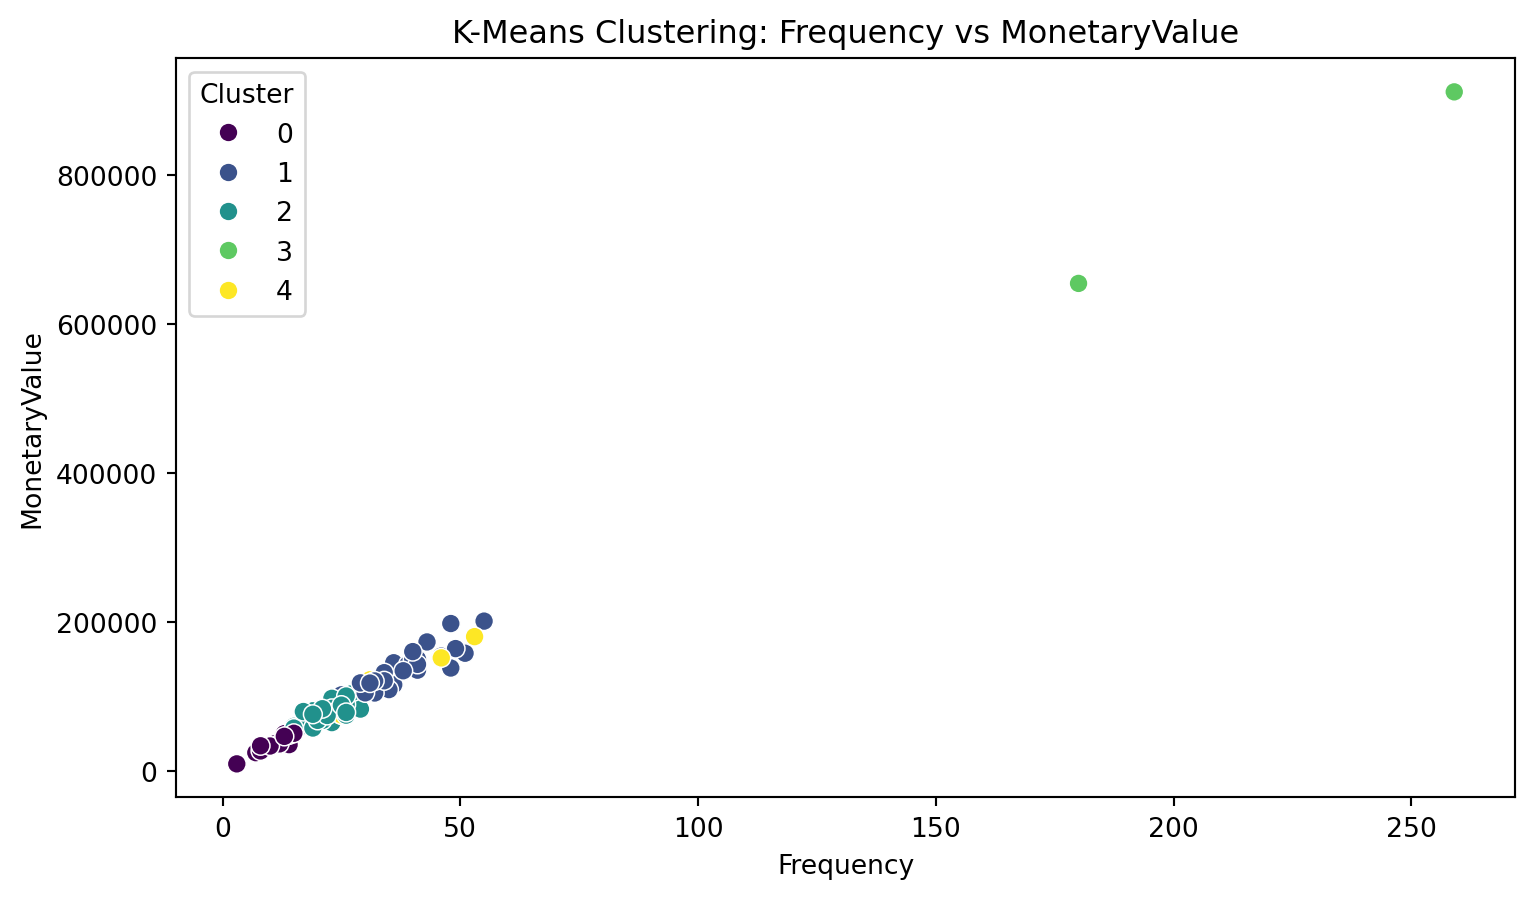 K-Means Clustering: Frequency vs MonetaryValue
Cluster
0
1
2
3
4
MonetaryValue
800000
600000
400000
200000
0
0 50 100 150 200 250
Frequency